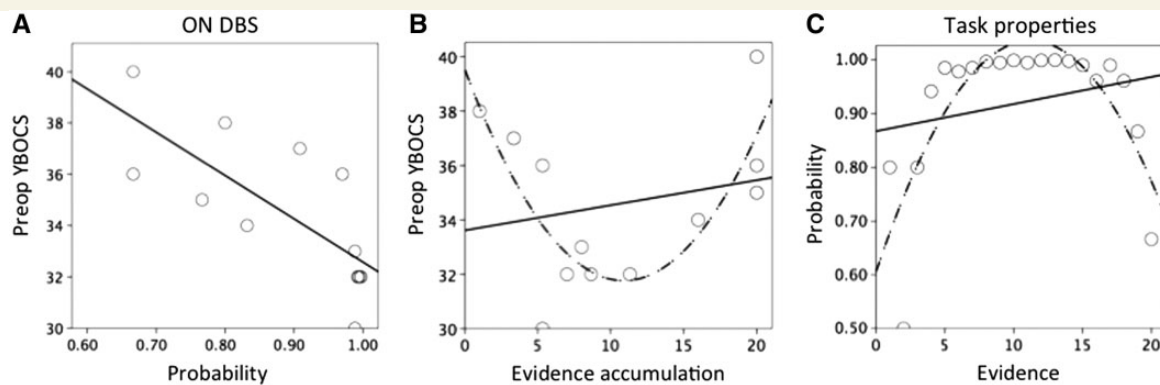 A ON DBS
Preop YBOCS
40
38
36
34
32
30
0.60 0.70 0.80 0.90 1.00
Probability
B
Preop YBOCS
40
38
36
34
32
30
0 5 10 15 20
Evidence accumulation
C Task properties
Probability
1.00
0.90
0.80
0.70
0.60
0.50
0 5 10 15 20
Evidence